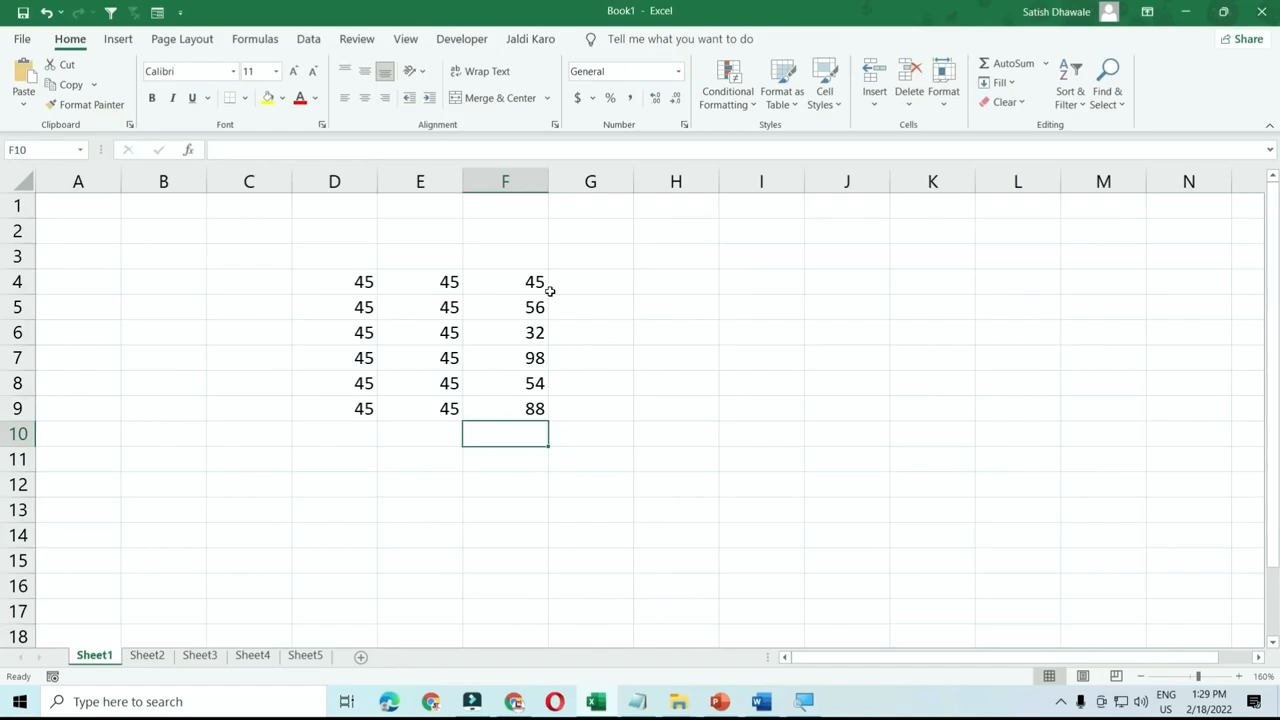 Book1 - Excel
Satish Dhawale
File Home Insert Page Layout Formulas Data Review View Developer Jaldi Karo Tell me what you want to do Share
Paste
Cut
Copy
Format Painter
Clipboard
Calibri 11
B I U A
Font
Wrap Text
Merge & Center
Alignment
General
$ % ,
Number
Conditional Formatting
Format as Table
Cell Styles
Styles
Insert
Delete
Format
Cells
AutoSum
Fill
Clear
Sort & Filter
Find & Select
Editing
F10 fx
A B C D E F G H I J K L M N
1
2
3
4 45 45 45
5 45 45 56
6 45 45 32
7 45 45 98
8 45 45 54
9 45 45 88
10
11
12
13
14
15
16
17
18
Sheet1 Sheet2 Sheet3 Sheet4 Sheet5
Ready 160%
Type here to search
ENG US
1:29 PM
2/18/2022